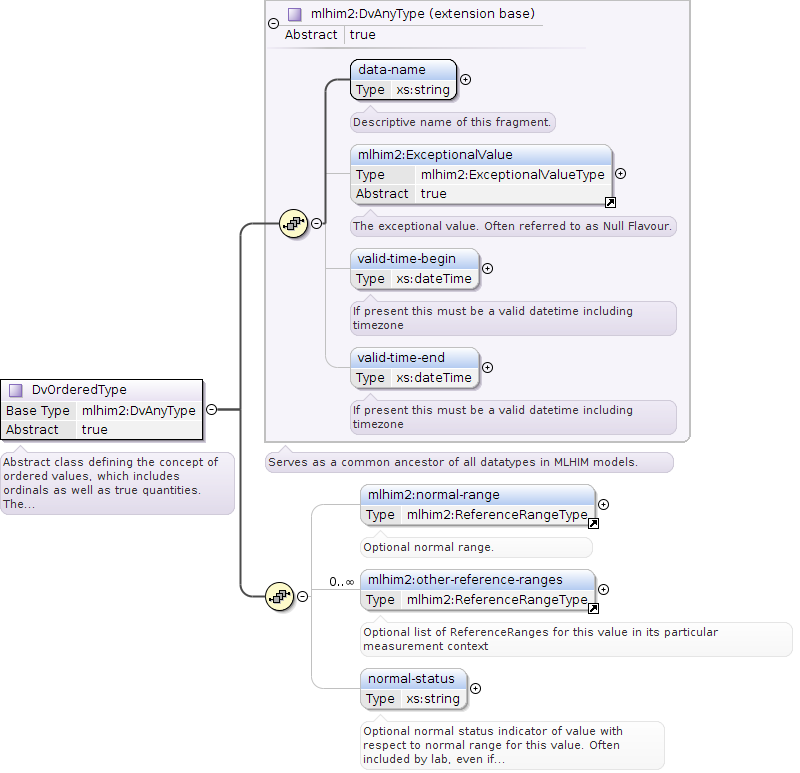 mlhim2:DvAnyType (extension base)
Abstract true
data-name
Type xs:string
Descriptive name of this fragment.
mlhim2:ExceptionalValue
Type mlhim2:ExceptionalValueType
Abstract true
The exceptional value. Often referred to as Null Flavour.
valid-time-begin
Type xs:dateTime
If present this must be a valid datetime including
timezone
valid-time-end
Type xs:dateTime
If present this must be a valid datetime including
timezone
Serves as a common ancestor of all datatypes in MLHIM models.
DvOrderedType
Base Type mlhim2:DvAnyType
Abstract true
Abstract class defining the concept of
ordered values, which includes
ordinals as well as true quantities.
The...
mlhim2:normal-range
Type mlhim2:ReferenceRangeType
Optional normal range.
0..∞
mlhim2:other-reference-ranges
Type mlhim2:ReferenceRangeType
Optional list of ReferenceRanges for this value in its particular
measurement context
normal-status
Type xs:string
Optional normal status indicator of value with
respect to normal range for this value. Often
included by lab, even if...